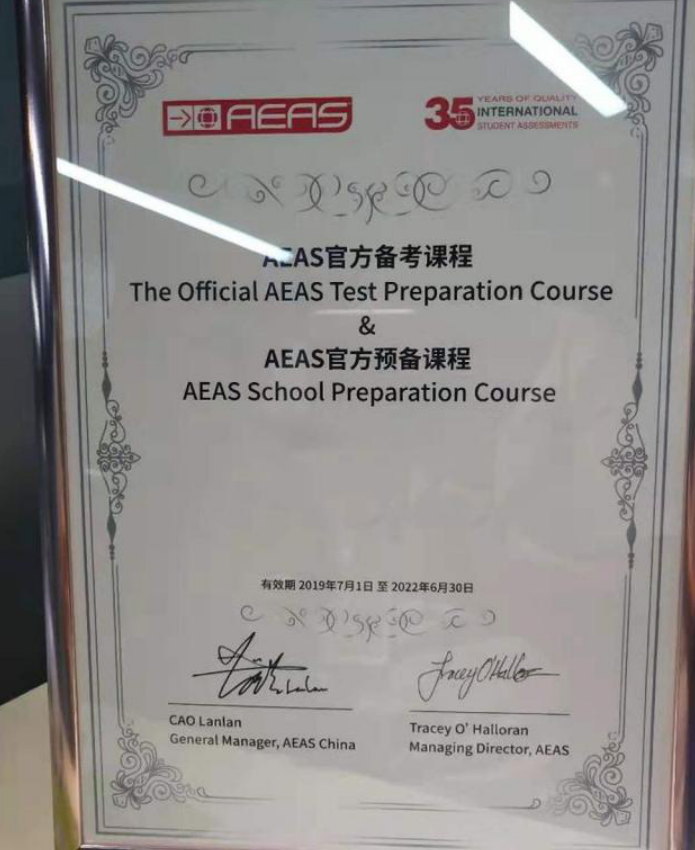 AEAS
35 YEARS OF QUALITY
INTERNATIONAL
STUDENT ASSESSMENTS
AEAS官方备考课程
The Official AEAS Test Preparation Course
&
AEAS官方预备课程
AEAS School Preparation Course
有效期 2019年7月1日 至 2022年6月30日
Tracey O'Halloran
CAO Lanlan
General Manager, AEAS China
Tracey O' Halloran
Managing Director, AEAS